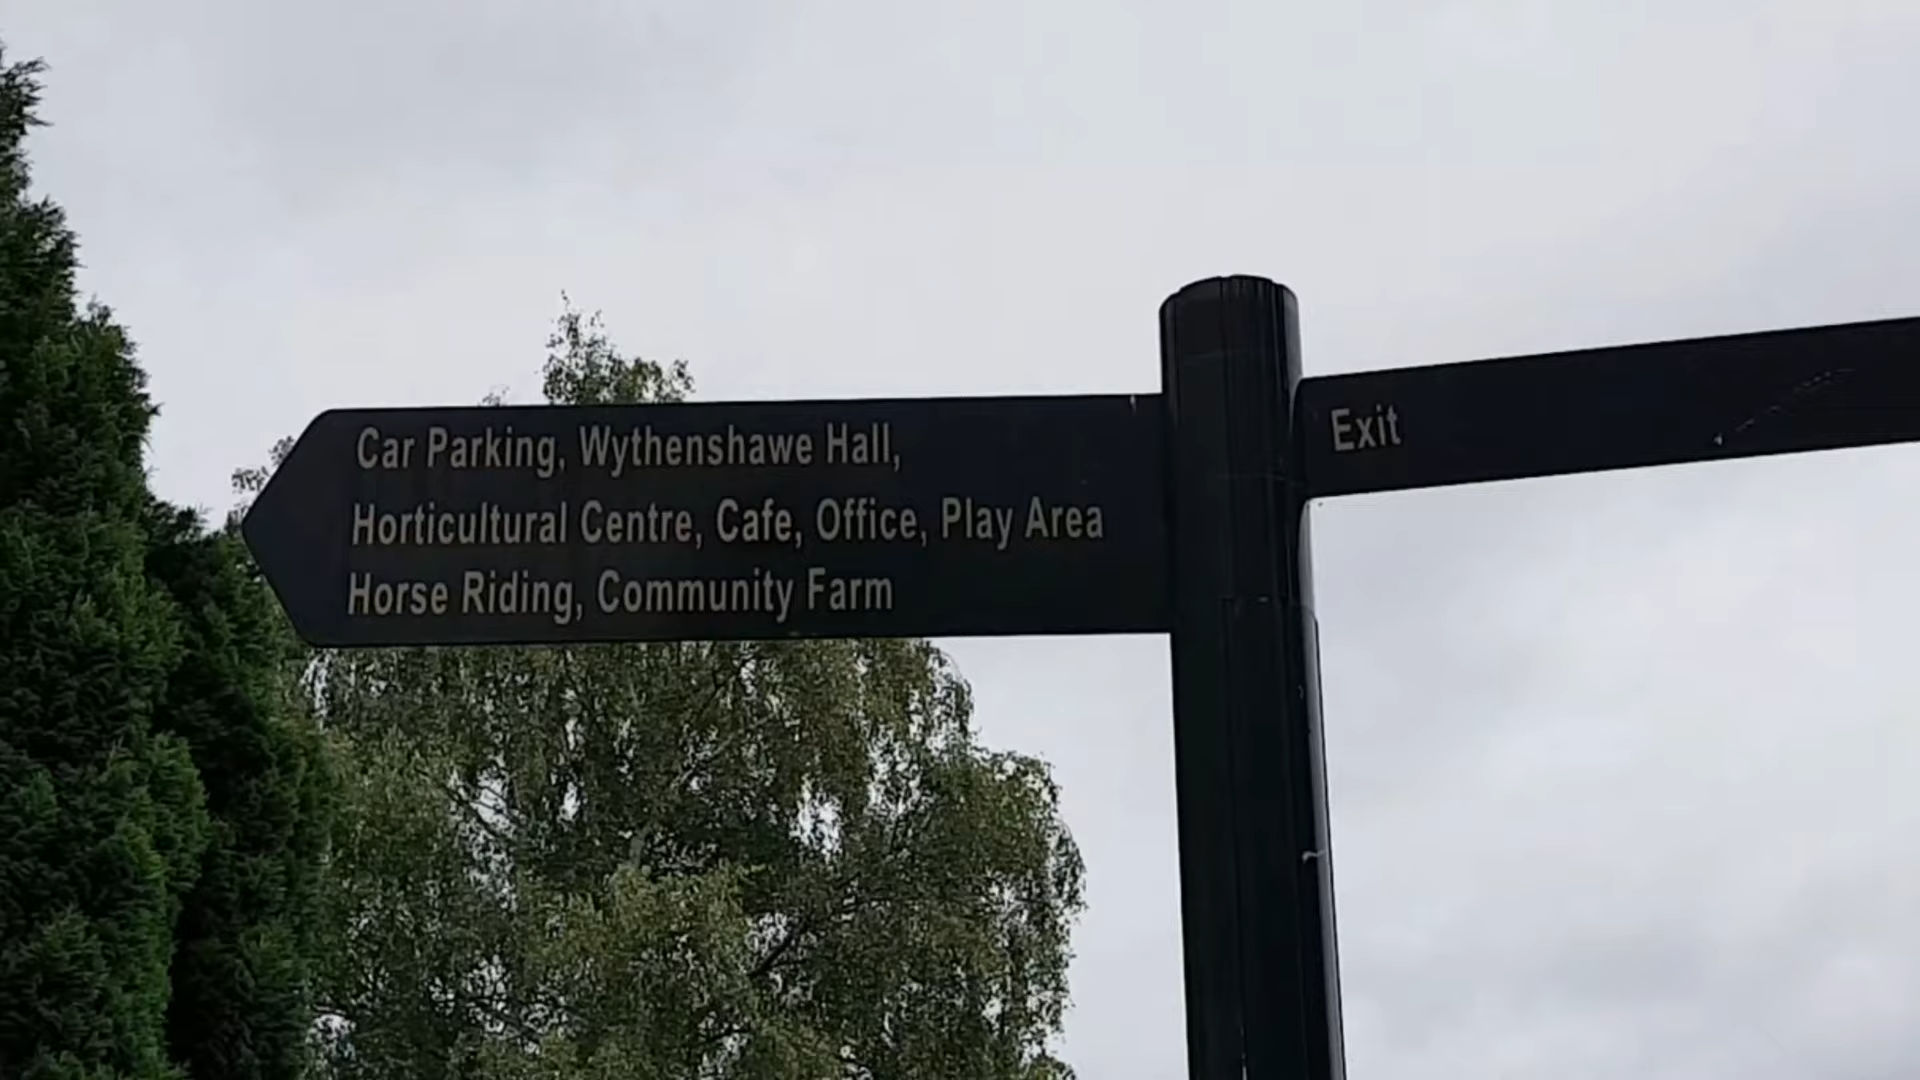 Car Parking, Wythenshawe Hall,
Horticultural Centre, Cafe, Office, Play Area
Horse Riding, Community Farm
Exit